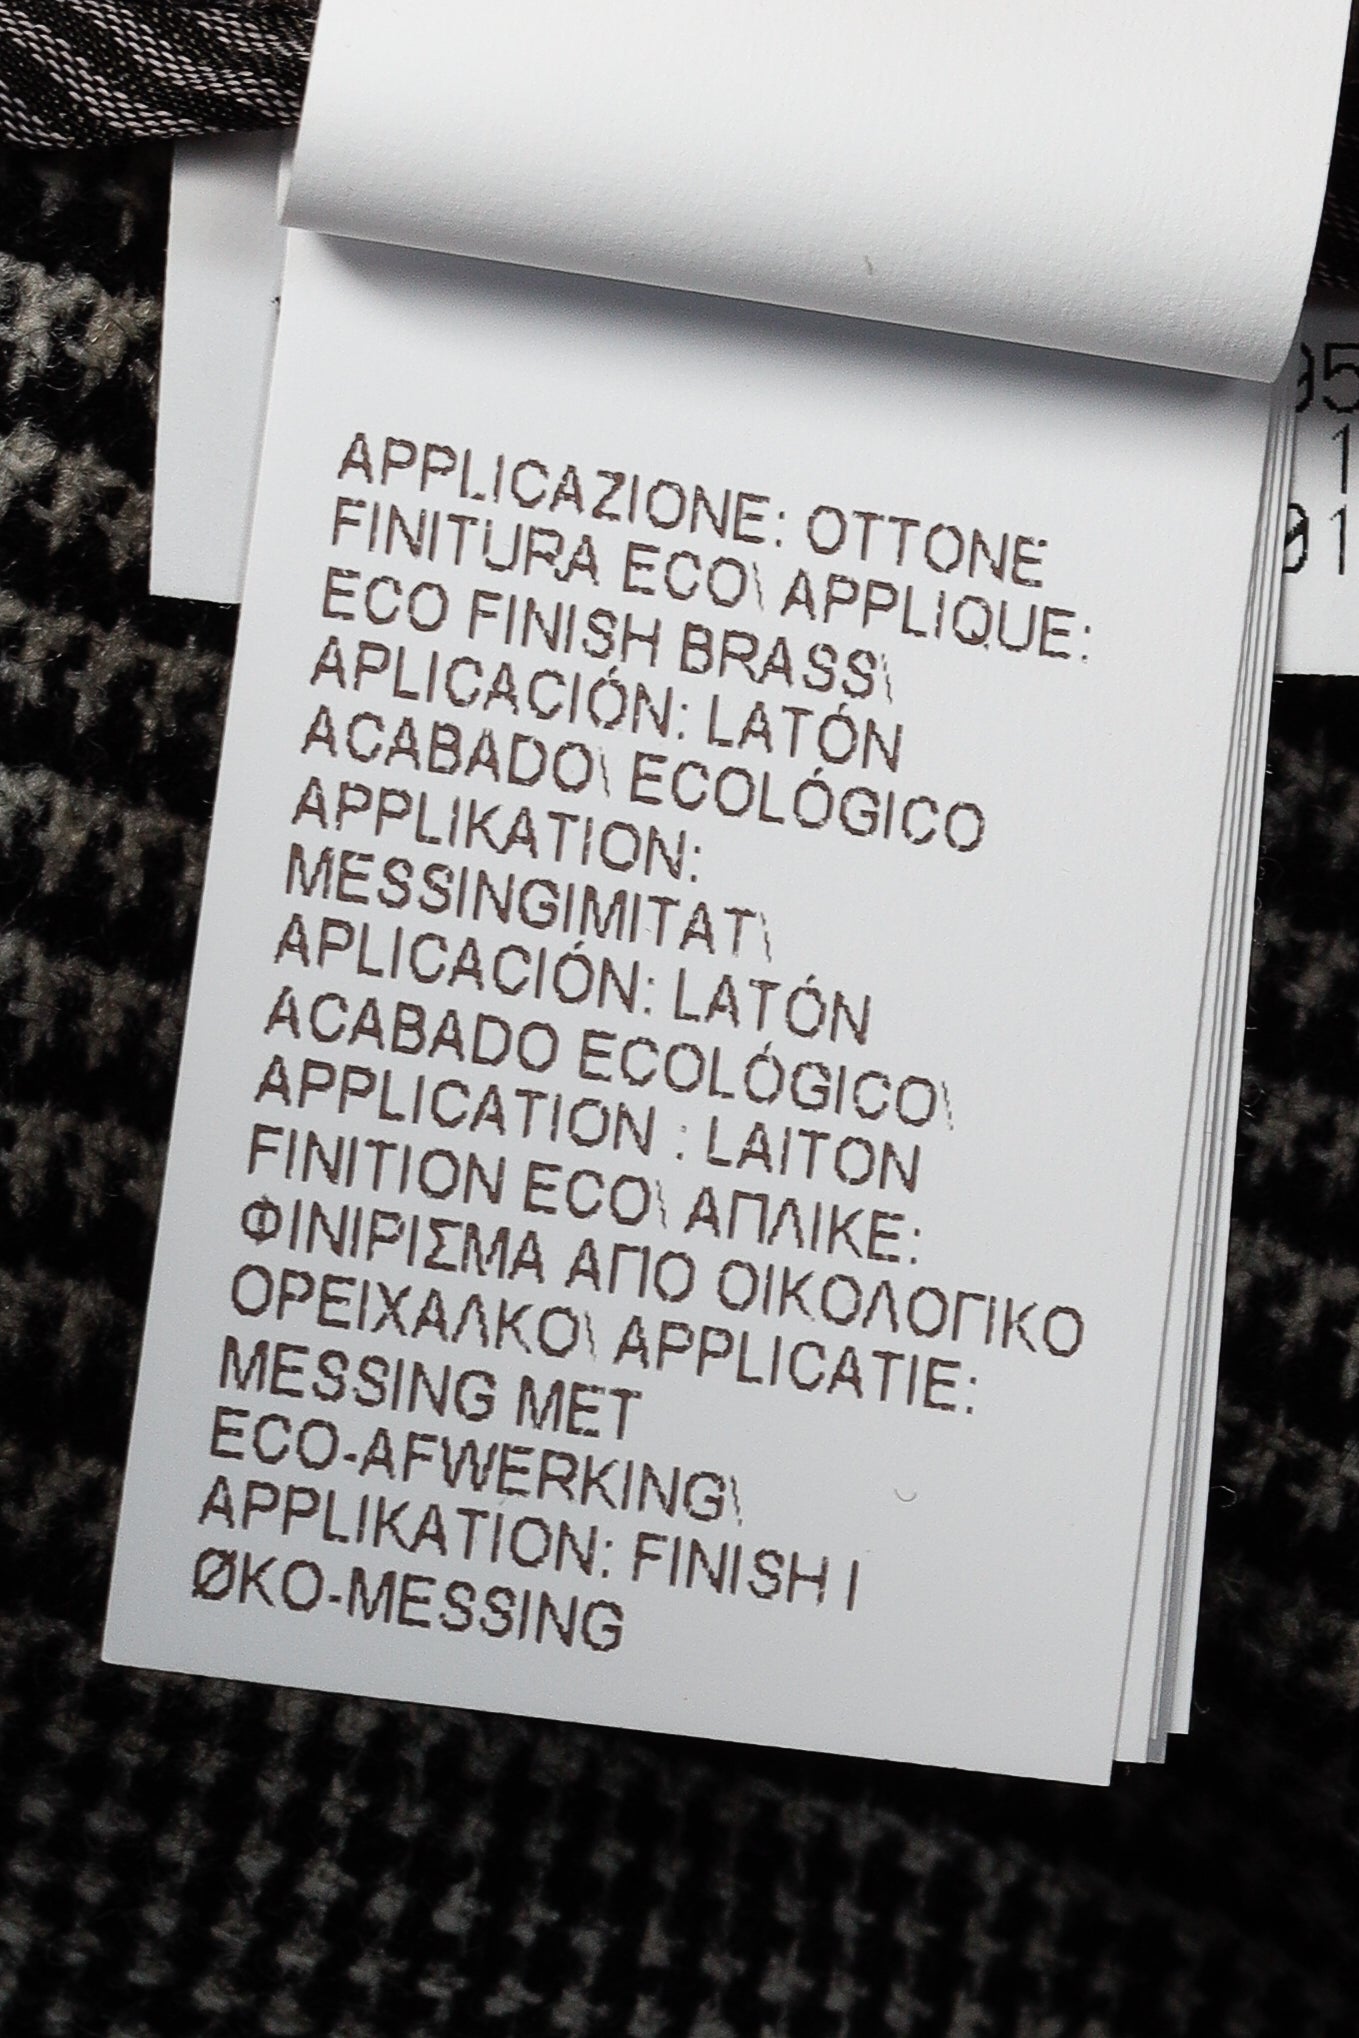 APPLICAZIONE: OTTONE
FINITURA ECO\ APPLIQUE:
ECO FINISH BRASS\
APLICACIÓN: LATÓN
ACABADO\ ECOLÓGICO
APPLIKATION:
MESSINGIMITAT\
APLICACIÓN: LATÓN
ACABADO ECOLÓGICO\
APPLICATION : LAITON
FINITION ECO\ ΑΠΛΙΚΕ:
ΦΙΝΙΡΙΣΜΑ ΑΠΟ ΟΙΚΟΛΟΓΙΚΟ
ΟΡΕΙΧΑΛΚΟ\ APPLICATIE:
MESSING MET
ECO-AFWERKING\
APPLIKATION: FINISH I
ØKO-MESSING